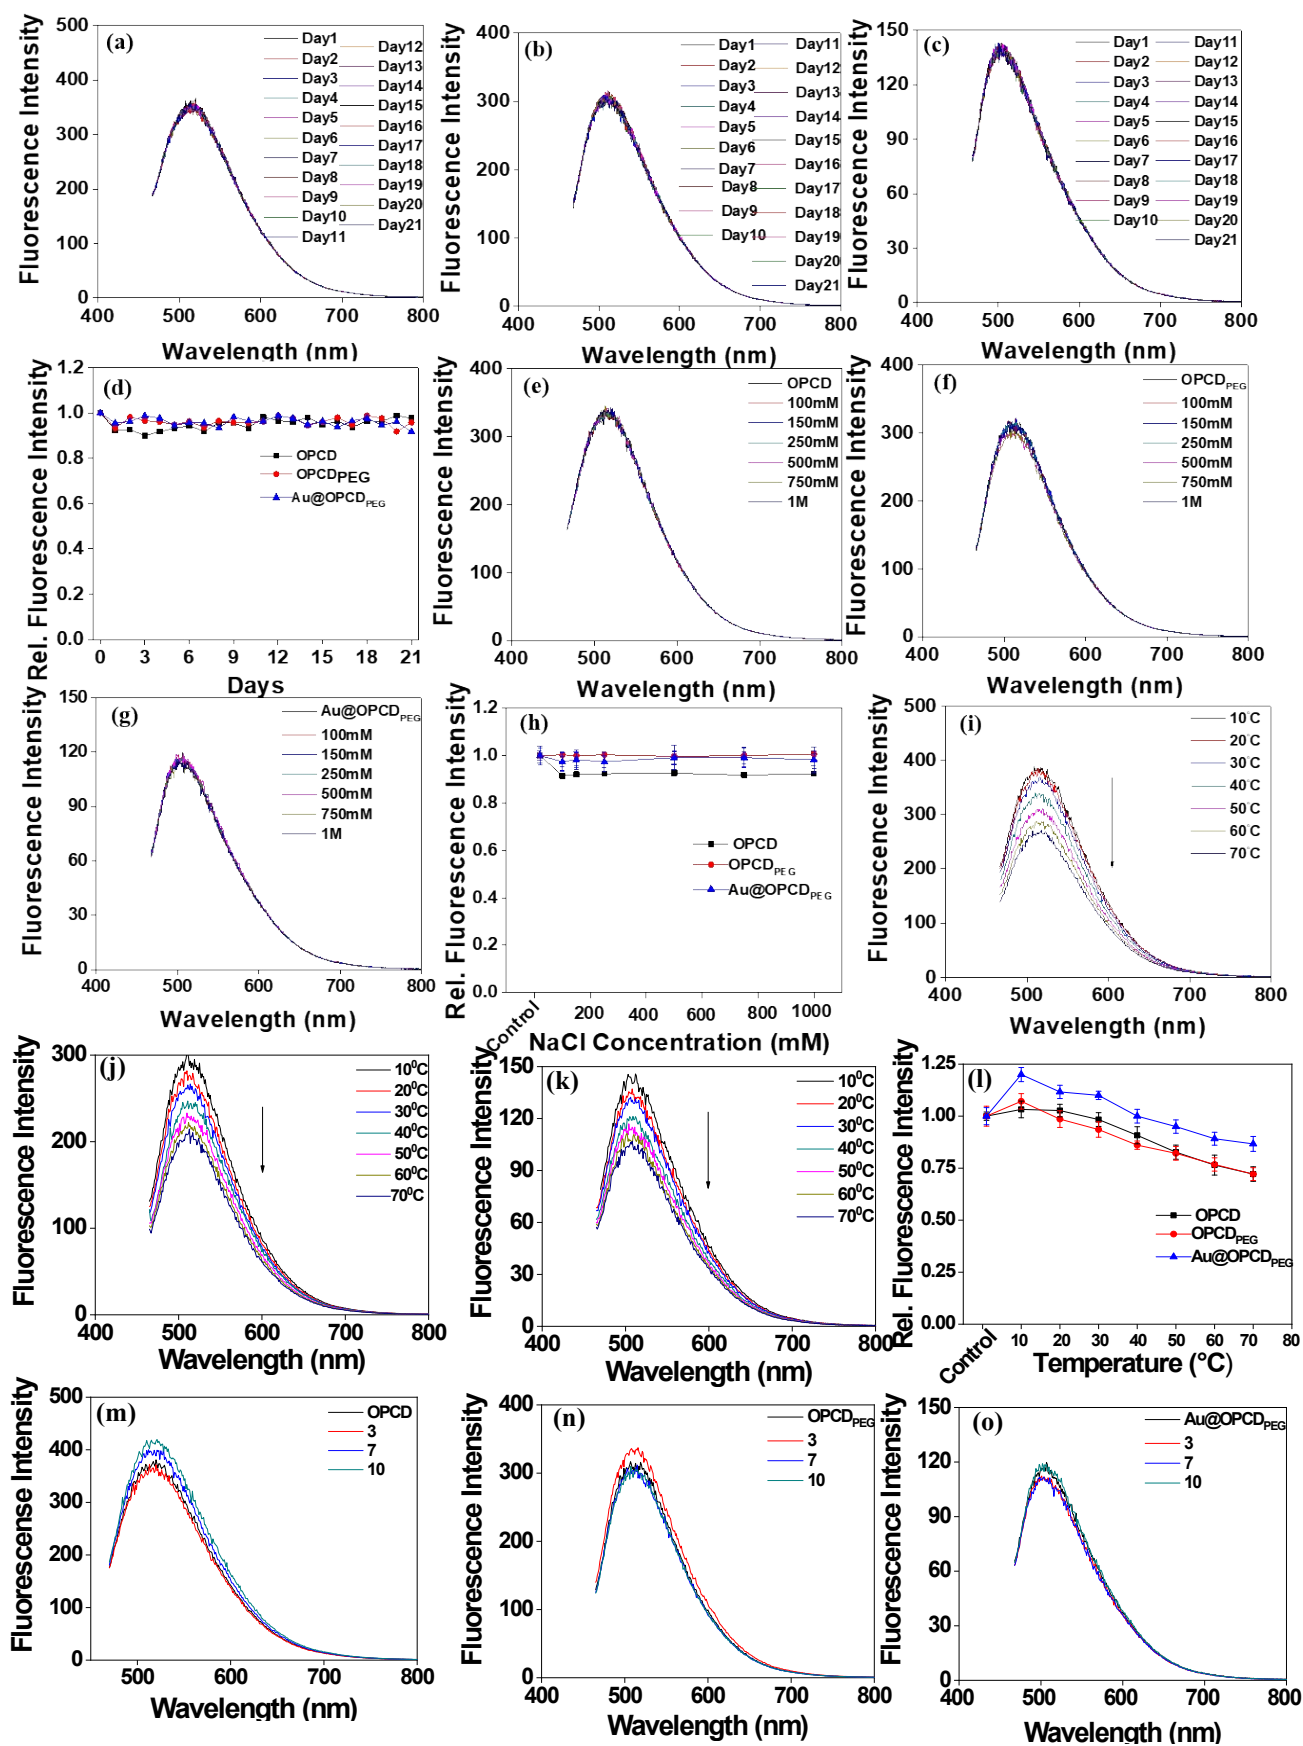 (a)
Fluorescence Intensity
500
400
300
200
100
0
400 500 600 700 800
Wavelength (nm)
Day1
Day2
Day3
Day4
Day5
Day6
Day7
Day8
Day9
Day10
Day11
Day12
Day13
Day14
Day15
Day16
Day17
Day18
Day19
Day20
Day21
(b)
Fluorescence Intensity
400
300
200
100
0
400 500 600 700 800
Wavelength (nm)
Day1
Day2
Day3
Day4
Day5
Day6
Day7
Day8
Day9
Day10
Day11
Day12
Day13
Day14
Day15
Day16
Day17
Day18
Day19
Day20
Day21
(c)
Fluorescence Intensity
150
120
90
60
30
0
400 500 600 700 800
Wavelength (nm)
Day1
Day2
Day3
Day4
Day5
Day6
Day7
Day8
Day9
Day10
Day11
Day12
Day13
Day14
Day15
Day16
Day17
Day18
Day19
Day20
Day21
(d)
Rel. Fluorescence Intensity
1.2
1.0
0.8
0.6
0.4
0.2
0.0
0 3 6 9 12 15 18 21
Days
OPCD
OPCDPEG
Au@OPCDPEG
(e)
Fluorescence Intensity
400
300
200
100
0
400 500 600 700 800
Wavelength (nm)
OPCD
100mM
150mM
250mM
500mM
750mM
1M
(f)
Fluorescence Intensity
400
300
200
100
0
400 500 600 700 800
Wavelength (nm)
OPCDPEG
100mM
150mM
250mM
500mM
750mM
1M
(g)
Fluorescence Intensity
150
120
90
60
30
0
400 500 600 700 800
Wavelength (nm)
Au@OPCDPEG
100mM
150mM
250mM
500mM
750mM
1M
(h)
Rel. Fluorescence Intensity
1.2
1.0
0.8
0.6
0.4
0.2
0.0
Control 200 400 600 800 1000
NaCl Concentration (mM)
OPCD
OPCDPEG
Au@OPCDPEG
(i)
Fluorescence Intensity
500
400
300
200
100
0
400 500 600 700 800
Wavelength (nm)
10°C
20°C
30°C
40°C
50°C
60°C
70°C
(j)
Fluorescence Intensity
300
200
100
0
400 500 600 700 800
Wavelength (nm)
10⁰C
20⁰C
30⁰C
40⁰C
50⁰C
60⁰C
70⁰C
(k)
Fluorescence Intensity
150
120
90
60
30
0
400 500 600 700 800
Wavelength (nm)
10⁰C
20⁰C
30⁰C
40⁰C
50⁰C
60⁰C
70⁰C
(l)
Rel. Fluorescence Intensity
1.25
1.00
0.75
0.50
0.25
0.00
Control 10 20 30 40 50 60 70 80
Temperature (°C)
OPCD
OPCDPEG
Au@OPCDPEG
(m)
Fluorescense Intensity
500
400
300
200
100
0
500 600 700 800
Wavelength (nm)
OPCD
3
7
10
(n)
Fluorescence Intensity
400
300
200
100
0
400 500 600 700 800
Wavelength (nm)
OPCDPEG
3
7
10
(o)
Fluorescence Intensity
150
120
90
60
30
0
400 500 600 700 800
Wavelength (nm)
Au@OPCDPEG
3
7
10